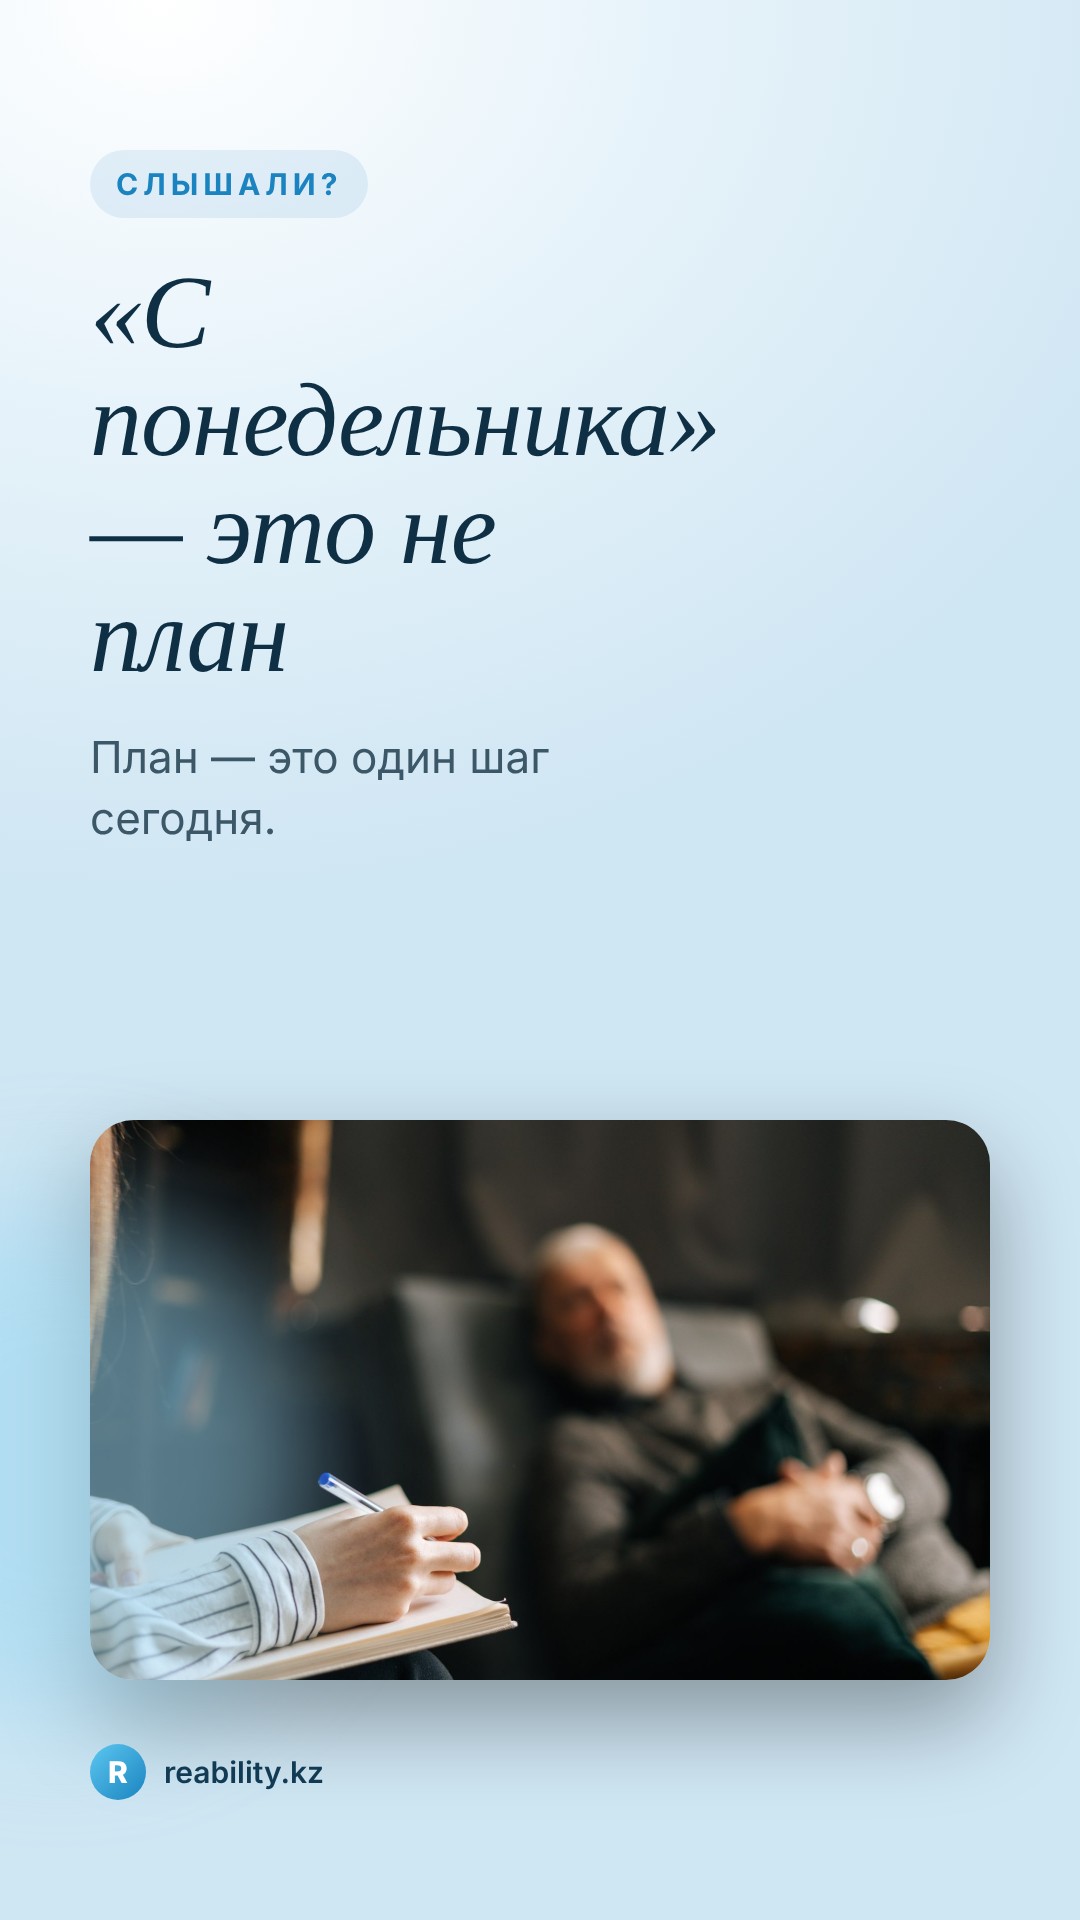 СЛЫШАЛИ?
«С
понедельника»
— это не
план
План — это один шаг
сегодня.
R reability.kz